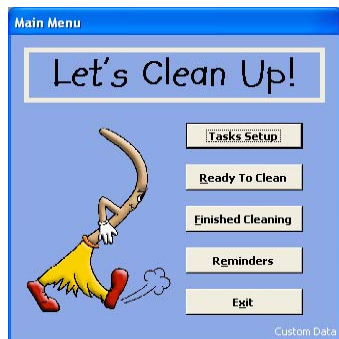 Main Menu
Let's Clean Up!
Tasks Setup
Ready To Clean
Finished Cleaning
Reminders
Exit
Custom Data